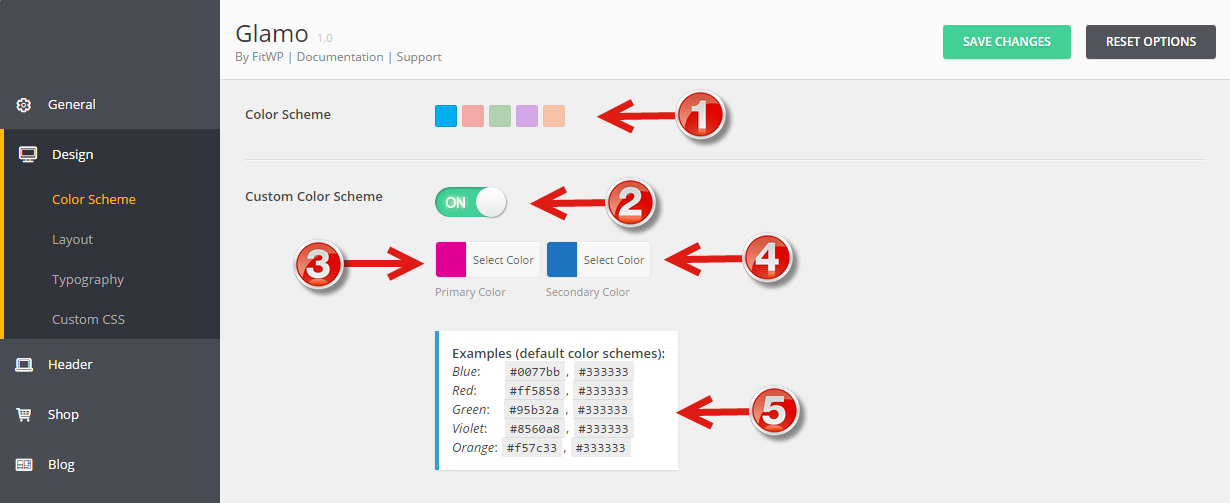 Glamo 1.0
By FitWP | Documentation | Support
SAVE CHANGES
RESET OPTIONS
General
Design
Color Scheme
Layout
Typography
Custom CSS
Header
Shop
Blog
Color Scheme
1
Custom Color Scheme
ON
2
3
Select Color
Select Color
4
Primary Color
Secondary Color
Examples (default color schemes):
Blue: #0077bb, #333333
Red: #ff5858, #333333
Green: #95b32a, #333333
Violet: #8560a8, #333333
Orange: #f57c33, #333333
5